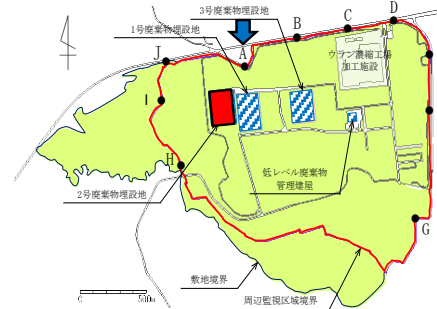 3号廃棄物埋設地
1号廃棄物埋設地
A
B
C
D
J
ウラン濃縮工場
加工施設
I
H
低レベル廃棄物
管理建屋
2号廃棄物埋設地
G
敷地境界
周辺監視区域境界
0
500m